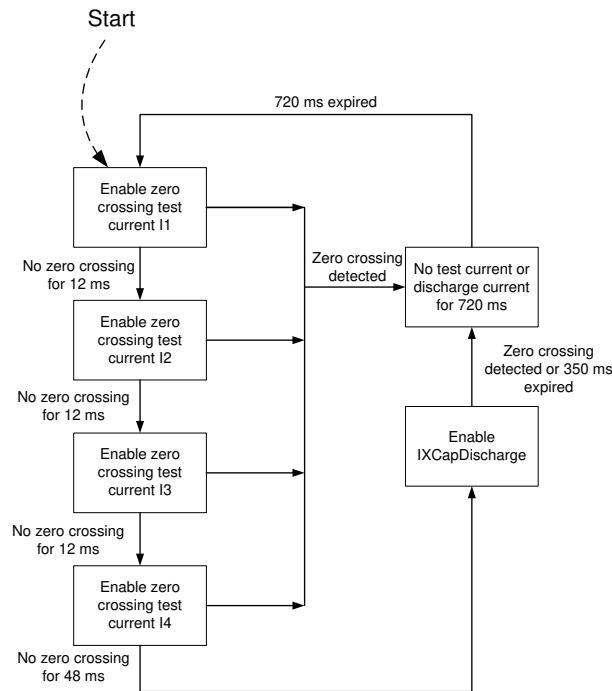 Start
720 ms expired
Enable zero
crossing test
current I1
No zero crossing
for 12 ms
Zero crossing
detected
No test current or
discharge current
for 720 ms
Enable zero
crossing test
current I2
Zero crossing
detected or 350 ms
expired
No zero crossing
for 12 ms
Enable zero
crossing test
current I3
Enable
IXCapDischarge
No zero crossing
for 12 ms
Enable zero
crossing test
current I4
No zero crossing
for 48 ms